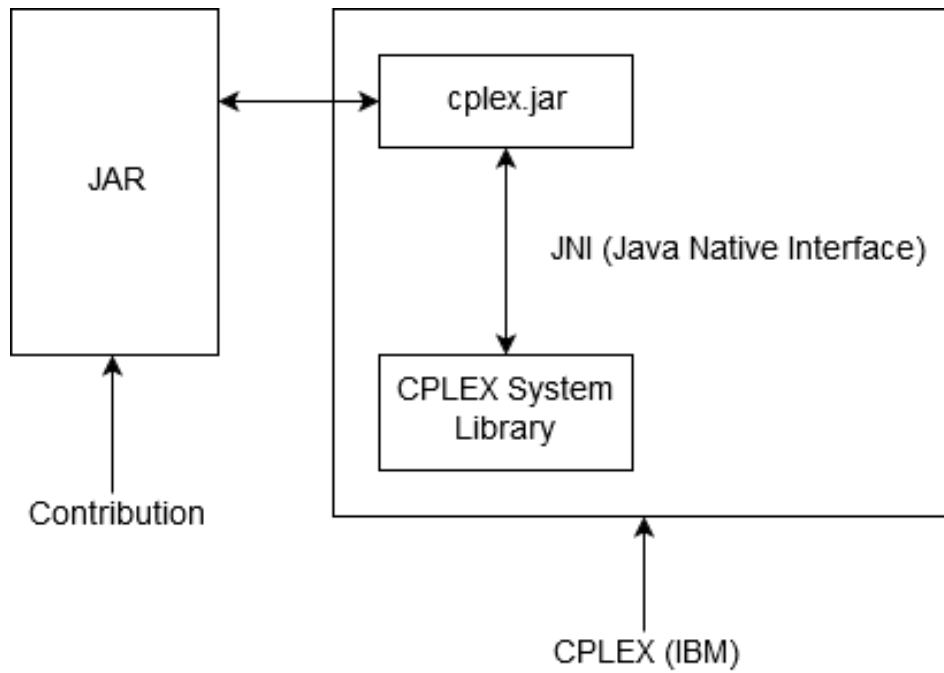 cplex.jar
JAR
JNI (Java Native Interface)
CPLEX System
Library
Contribution
CPLEX (IBM)